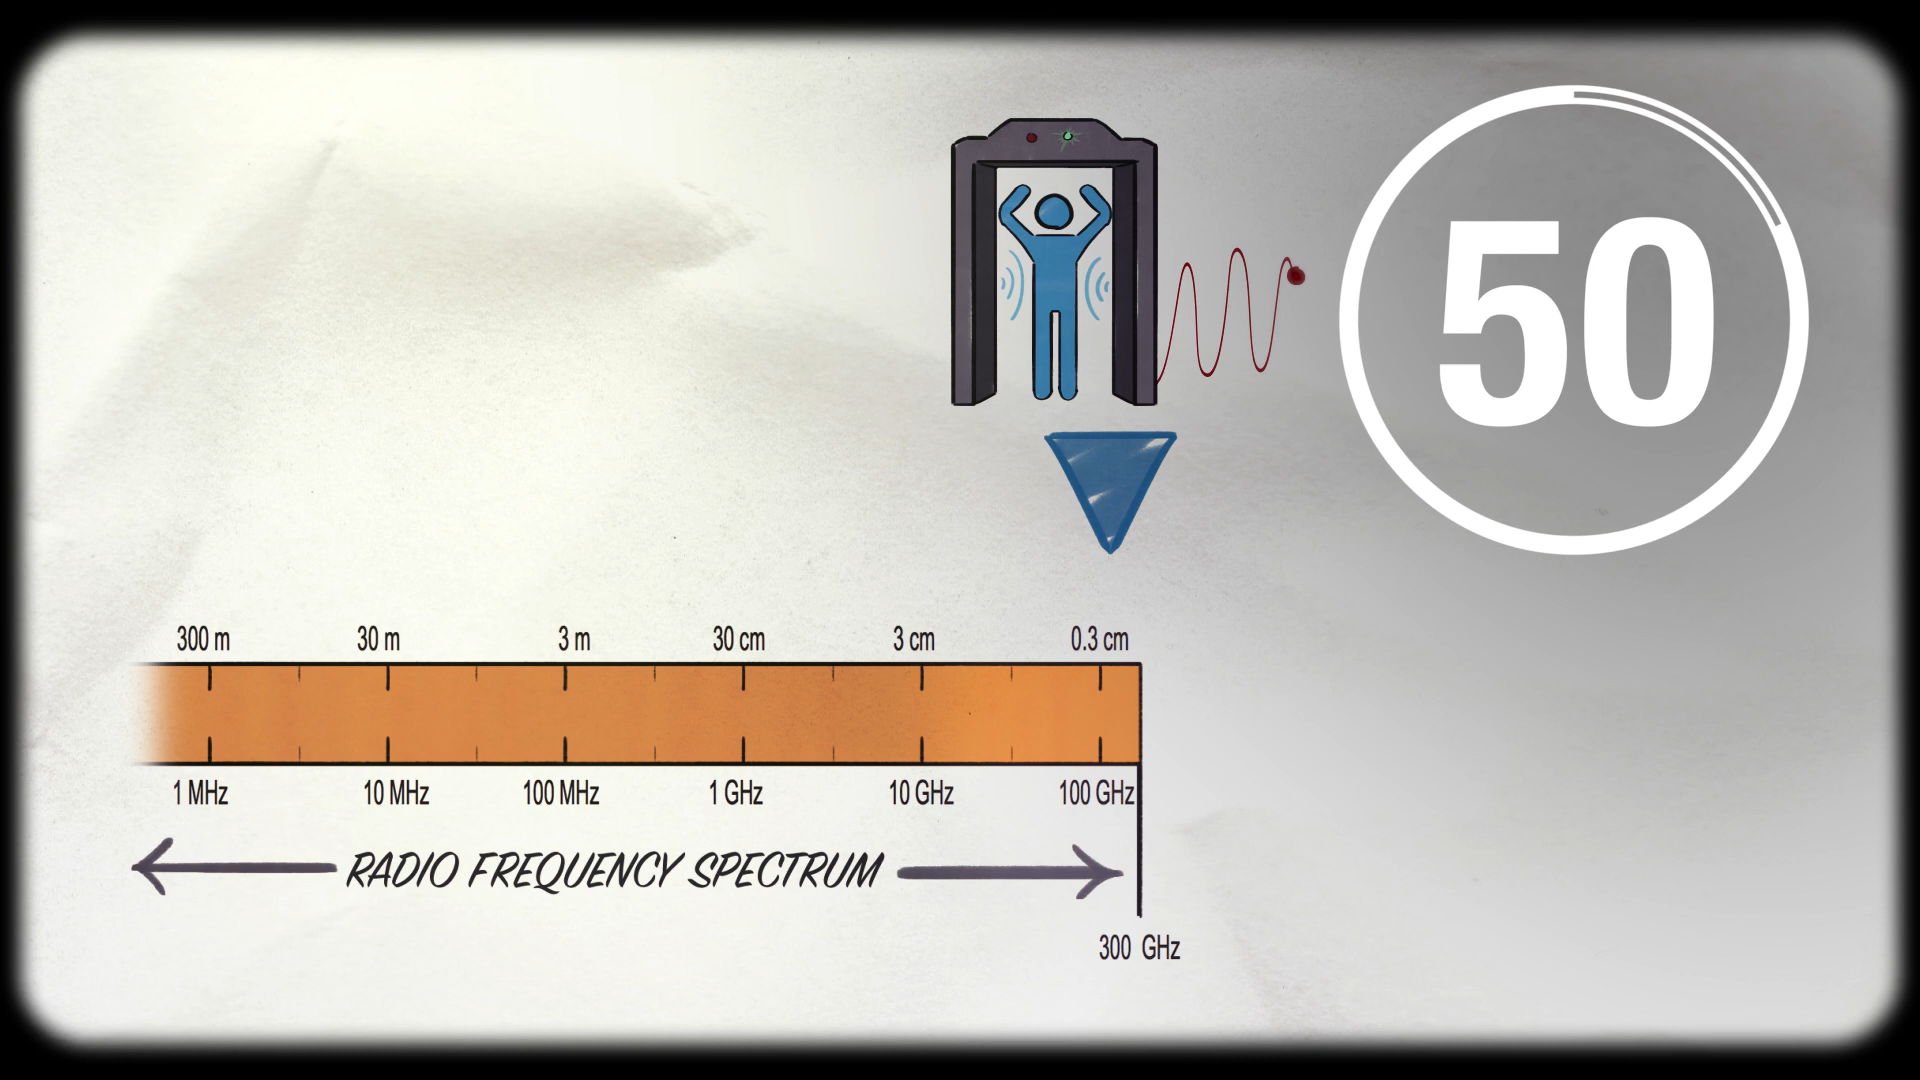 50
300 m 30 m 3 m 30 cm 3 cm 0.3 cm
1 MHz 10 MHz 100 MHz 1 GHz 10 GHz 100 GHz
RADIO FREQUENCY SPECTRUM
300 GHz